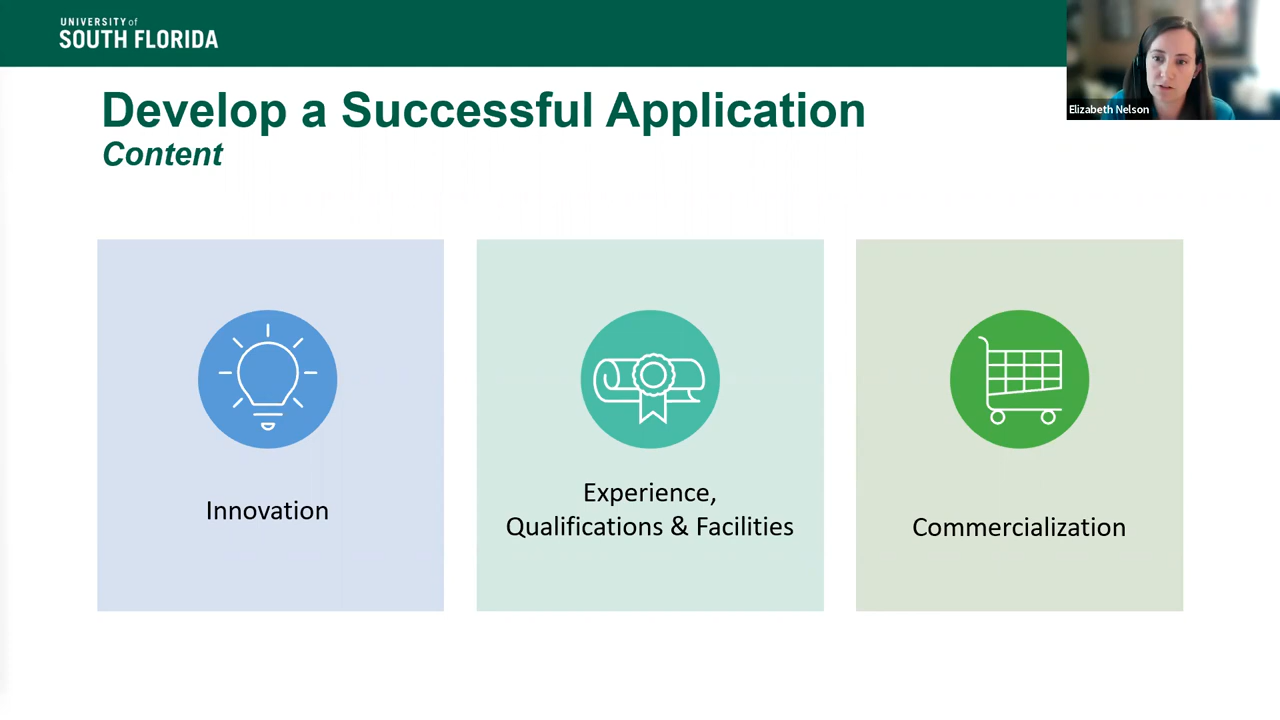 UNIVERSITY of
SOUTH FLORIDA
Elizabeth Nelson
Develop a Successful Application
Content
Innovation
Experience,
Qualifications & Facilities
Commercialization